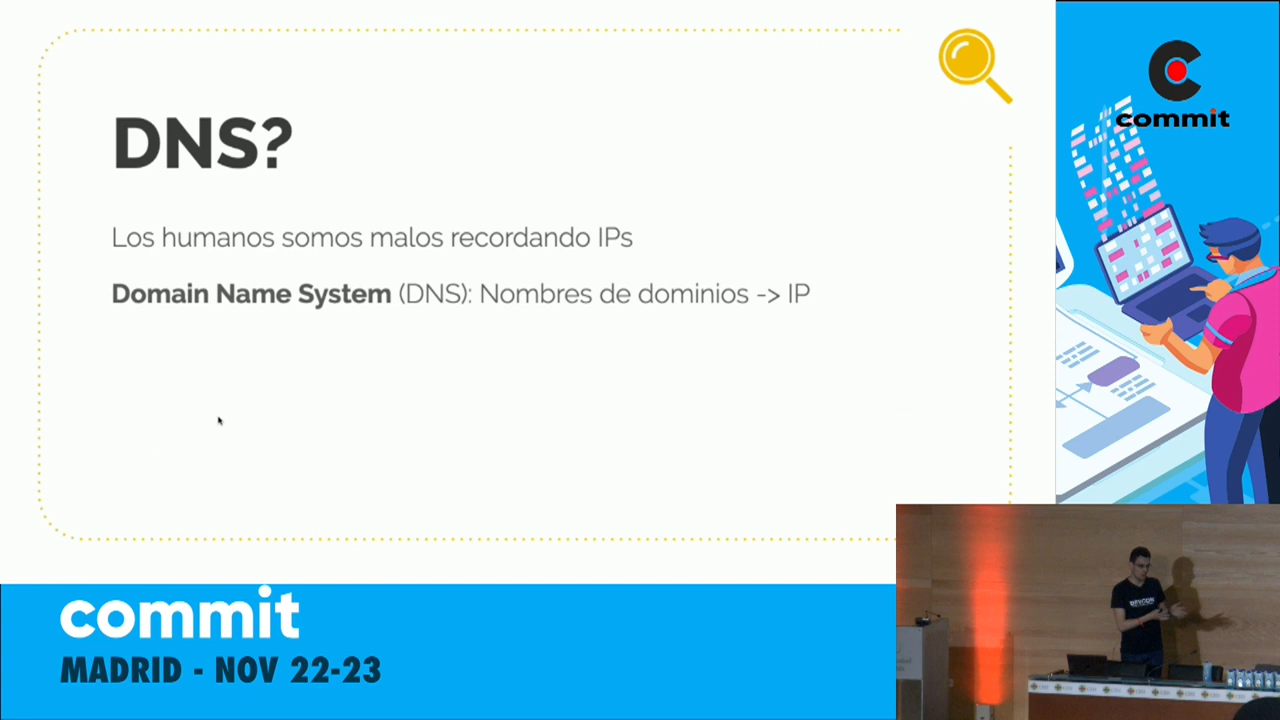 DNS?
Los humanos somos malos recordando IPs
Domain Name System (DNS): Nombres de dominios -> IP
commit
commit
MADRID - NOV 22-23